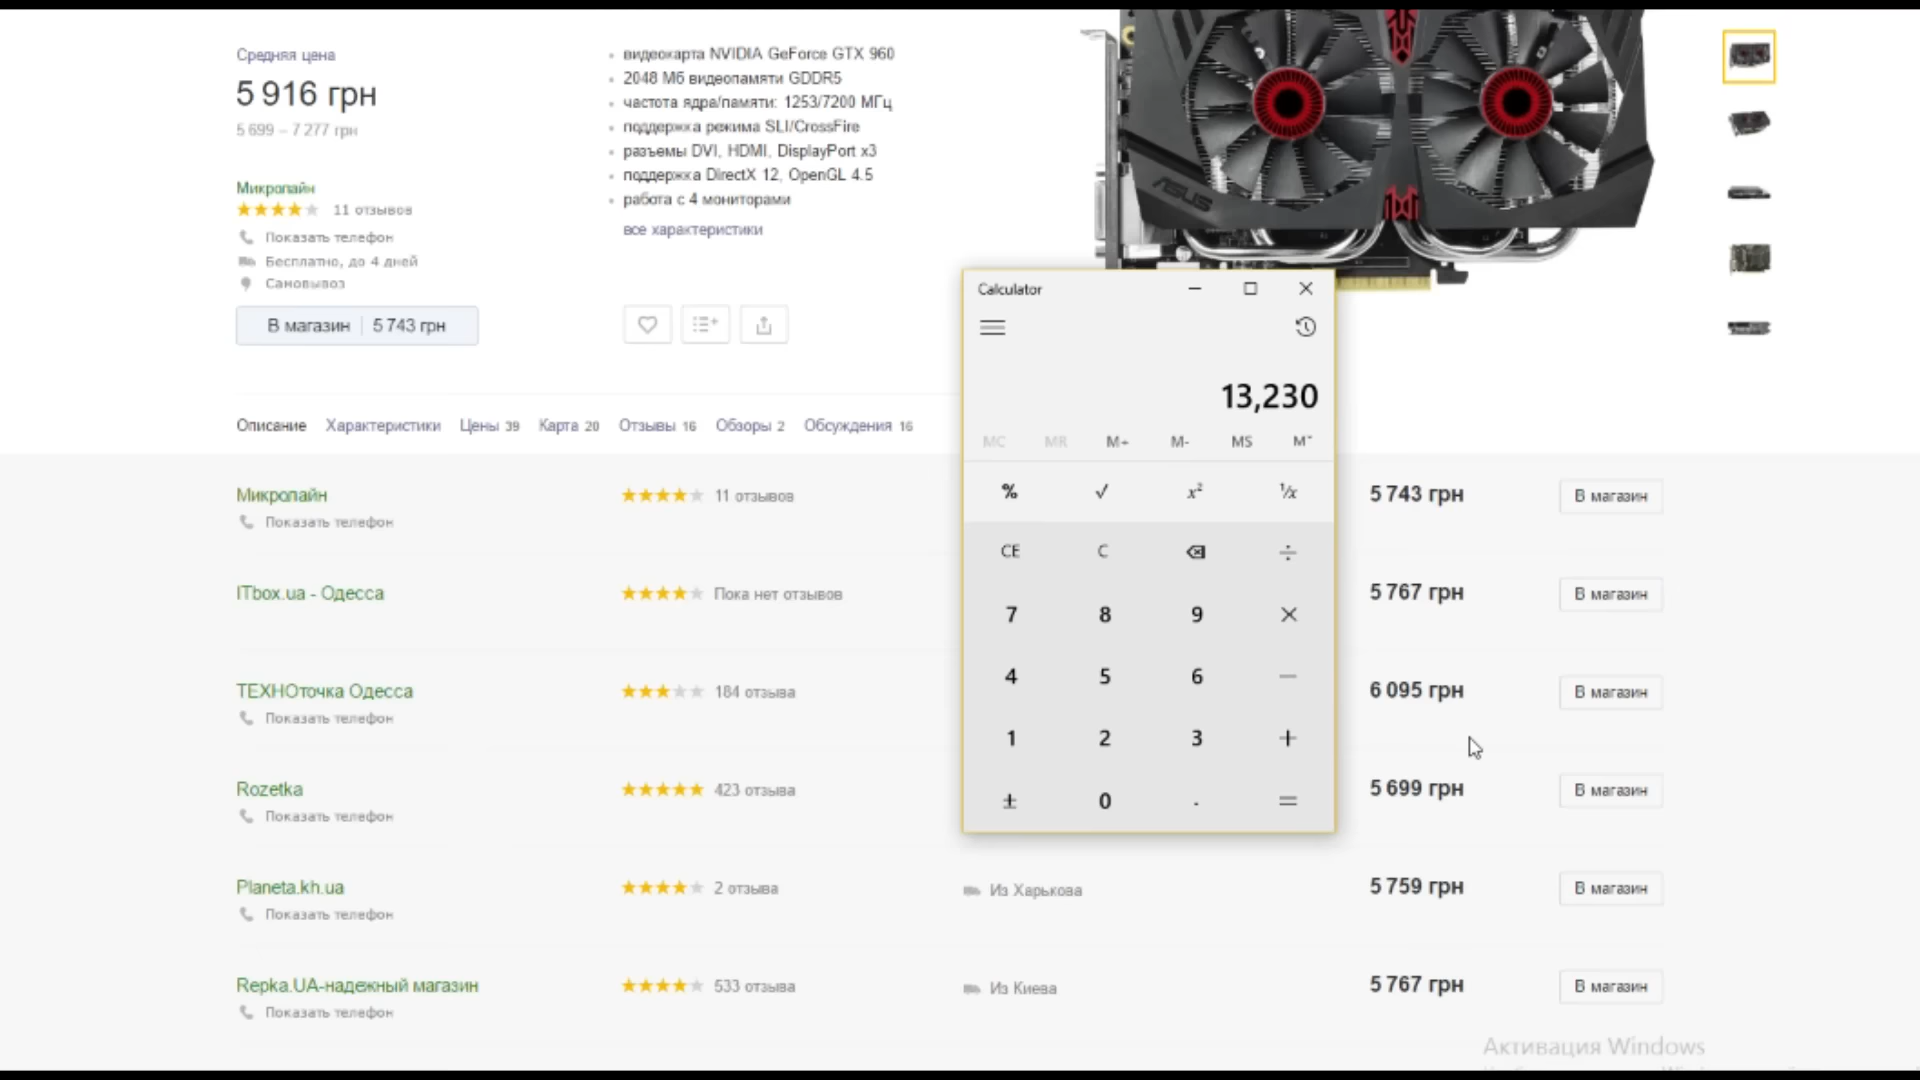 Средняя цена
5 916 грн
5 699 – 7 277 грн
Микролайн
11 отзывов
Показать телефон
Бесплатно, до 4 дней
Самовывоз
В магазин 5 743 грн
видеокарта NVIDIA GeForce GTX 960
2048 Мб видеопамяти GDDR5
частота ядра/памяти: 1253/7200 МГц
поддержка режима SLI/CrossFire
разъемы DVI, HDMI, DisplayPort x3
поддержка DirectX 12, OpenGL 4.5
работа с 4 мониторами
все характеристики
ASUS
Описание Характеристики Цены 39 Карта 20 Отзывы 16 Обзоры 2 Обсуждения 16
Calculator
13,230
MC MR M+ M- MS M˅
% √ x² ¹/x
CE C ÷
7 8 9 ×
4 5 6 −
1 2 3 +
± 0 . =
Микролайн 11 отзывов 5 743 грн В магазин
Показать телефон
ITbox.ua - Одесса Пока нет отзывов 5 767 грн В магазин
ТЕХНОточка Одесса 184 отзыва 6 095 грн В магазин
Показать телефон
Rozetka 423 отзыва 5 699 грн В магазин
Показать телефон
Planeta.kh.ua 2 отзыва Из Харькова 5 759 грн В магазин
Показать телефон
Repka.UA-надежный магазин 533 отзыва Из Киева 5 767 грн В магазин
Показать телефон
Активация Windows